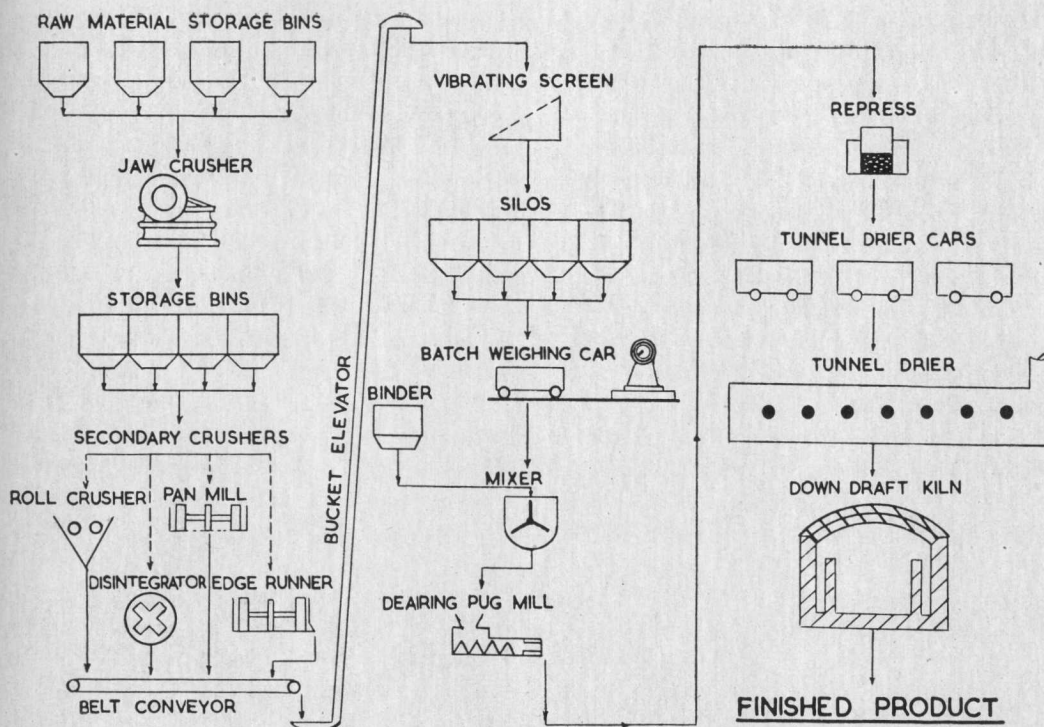 RAW MATERIAL STORAGE BINS
JAW CRUSHER
STORAGE BINS
SECONDARY CRUSHERS
ROLL CRUSHER
PAN MILL
DISINTEGRATOR
EDGE RUNNER
BELT CONVEYOR
BUCKET ELEVATOR
VIBRATING SCREEN
SILOS
BATCH WEIGHING CAR
BINDER
MIXER
DEAIRING PUG MILL
REPRESS
TUNNEL DRIER CARS
TUNNEL DRIER
DOWN DRAFT KILN
FINISHED PRODUCT